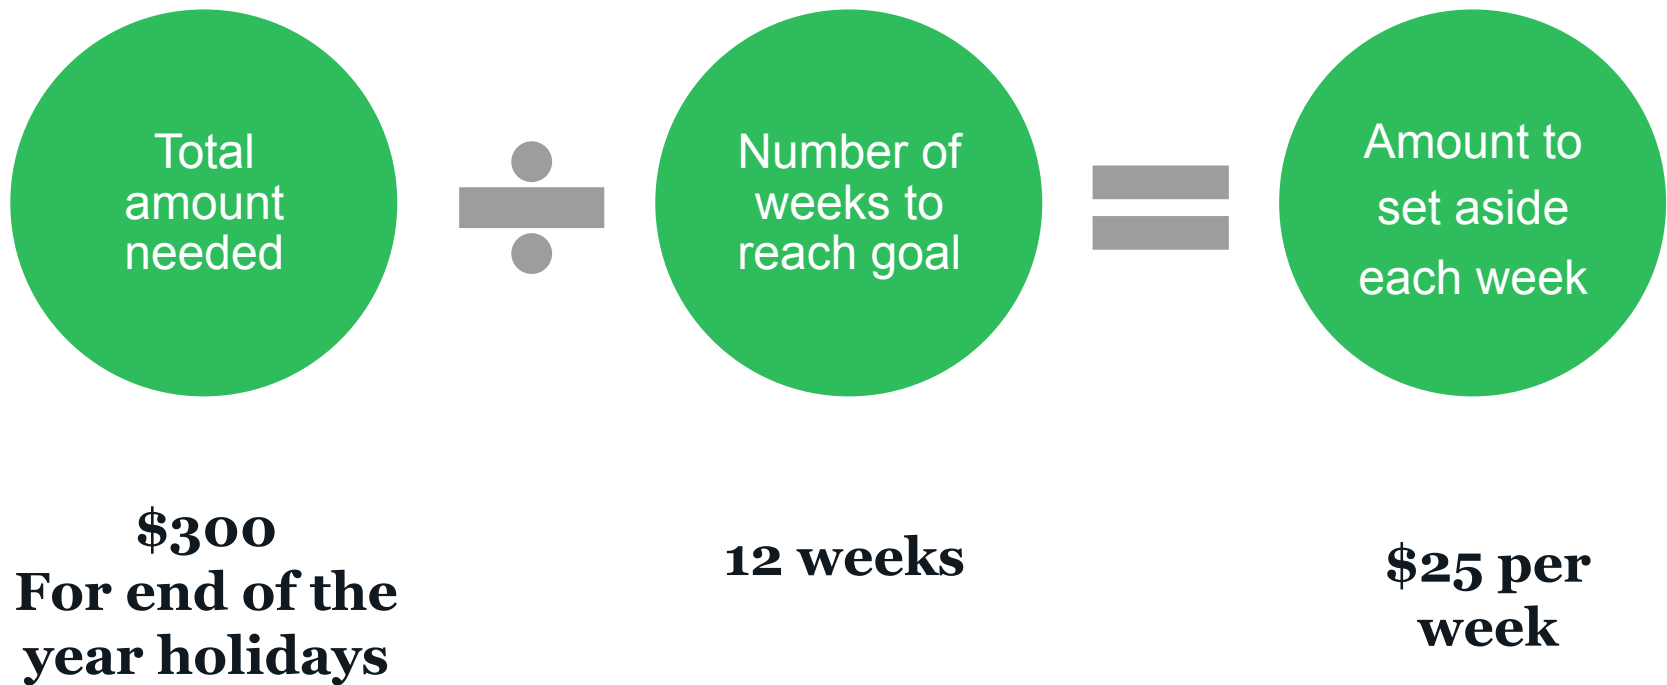 Total
amount
needed
÷
Number of
weeks to
reach goal
=
Amount to
set aside
each week
$300
For end of the
year holidays
12 weeks
$25 per
week